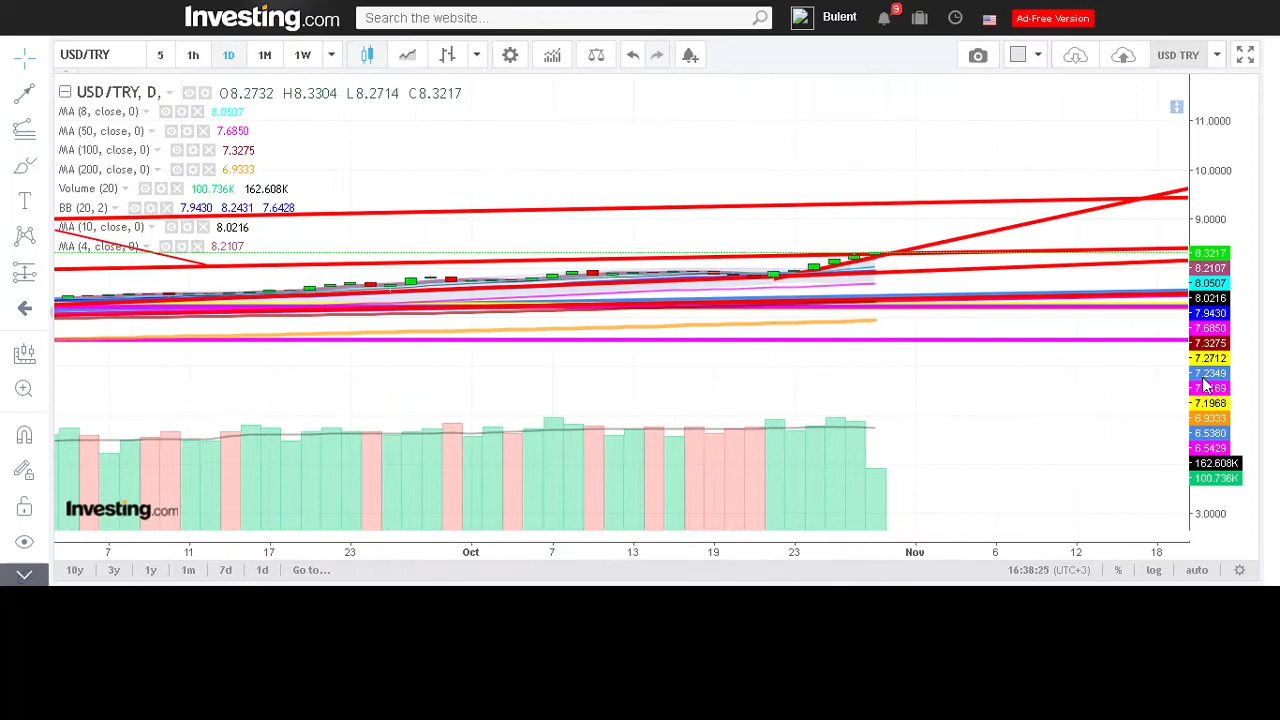 Investing.com Search the website... Bulent 9 Ad-Free Version
USD/TRY 5 1h 1D 1M 1W USD TRY
USD/TRY, D, O8.2732 H8.3304 L8.2714 C8.3217
MA (8, close, 0) 8.0507
MA (50, close, 0) 7.6850
MA (100, close, 0) 7.3275
MA (200, close, 0) 6.9333
Volume (20) 100.736K 162.608K
BB (20, 2) 7.9430 8.2431 7.6428
MA (10, close, 0) 8.0216
MA (4, close, 0) 8.2107
11.0000
10.0000
9.0000
8.3217
8.2107
8.0507
8.0216
7.9430
7.6850
7.3275
7.2712
7.2349
7.1968
6.9333
6.5380
6.5429
162.608K
100.736K
3.0000
Investing.com
7 11 17 23 Oct 7 13 19 23 Nov 6 12 18
10y 3y 1y 1m 7d 1d Go to... 16:38:25 (UTC+3) % log auto